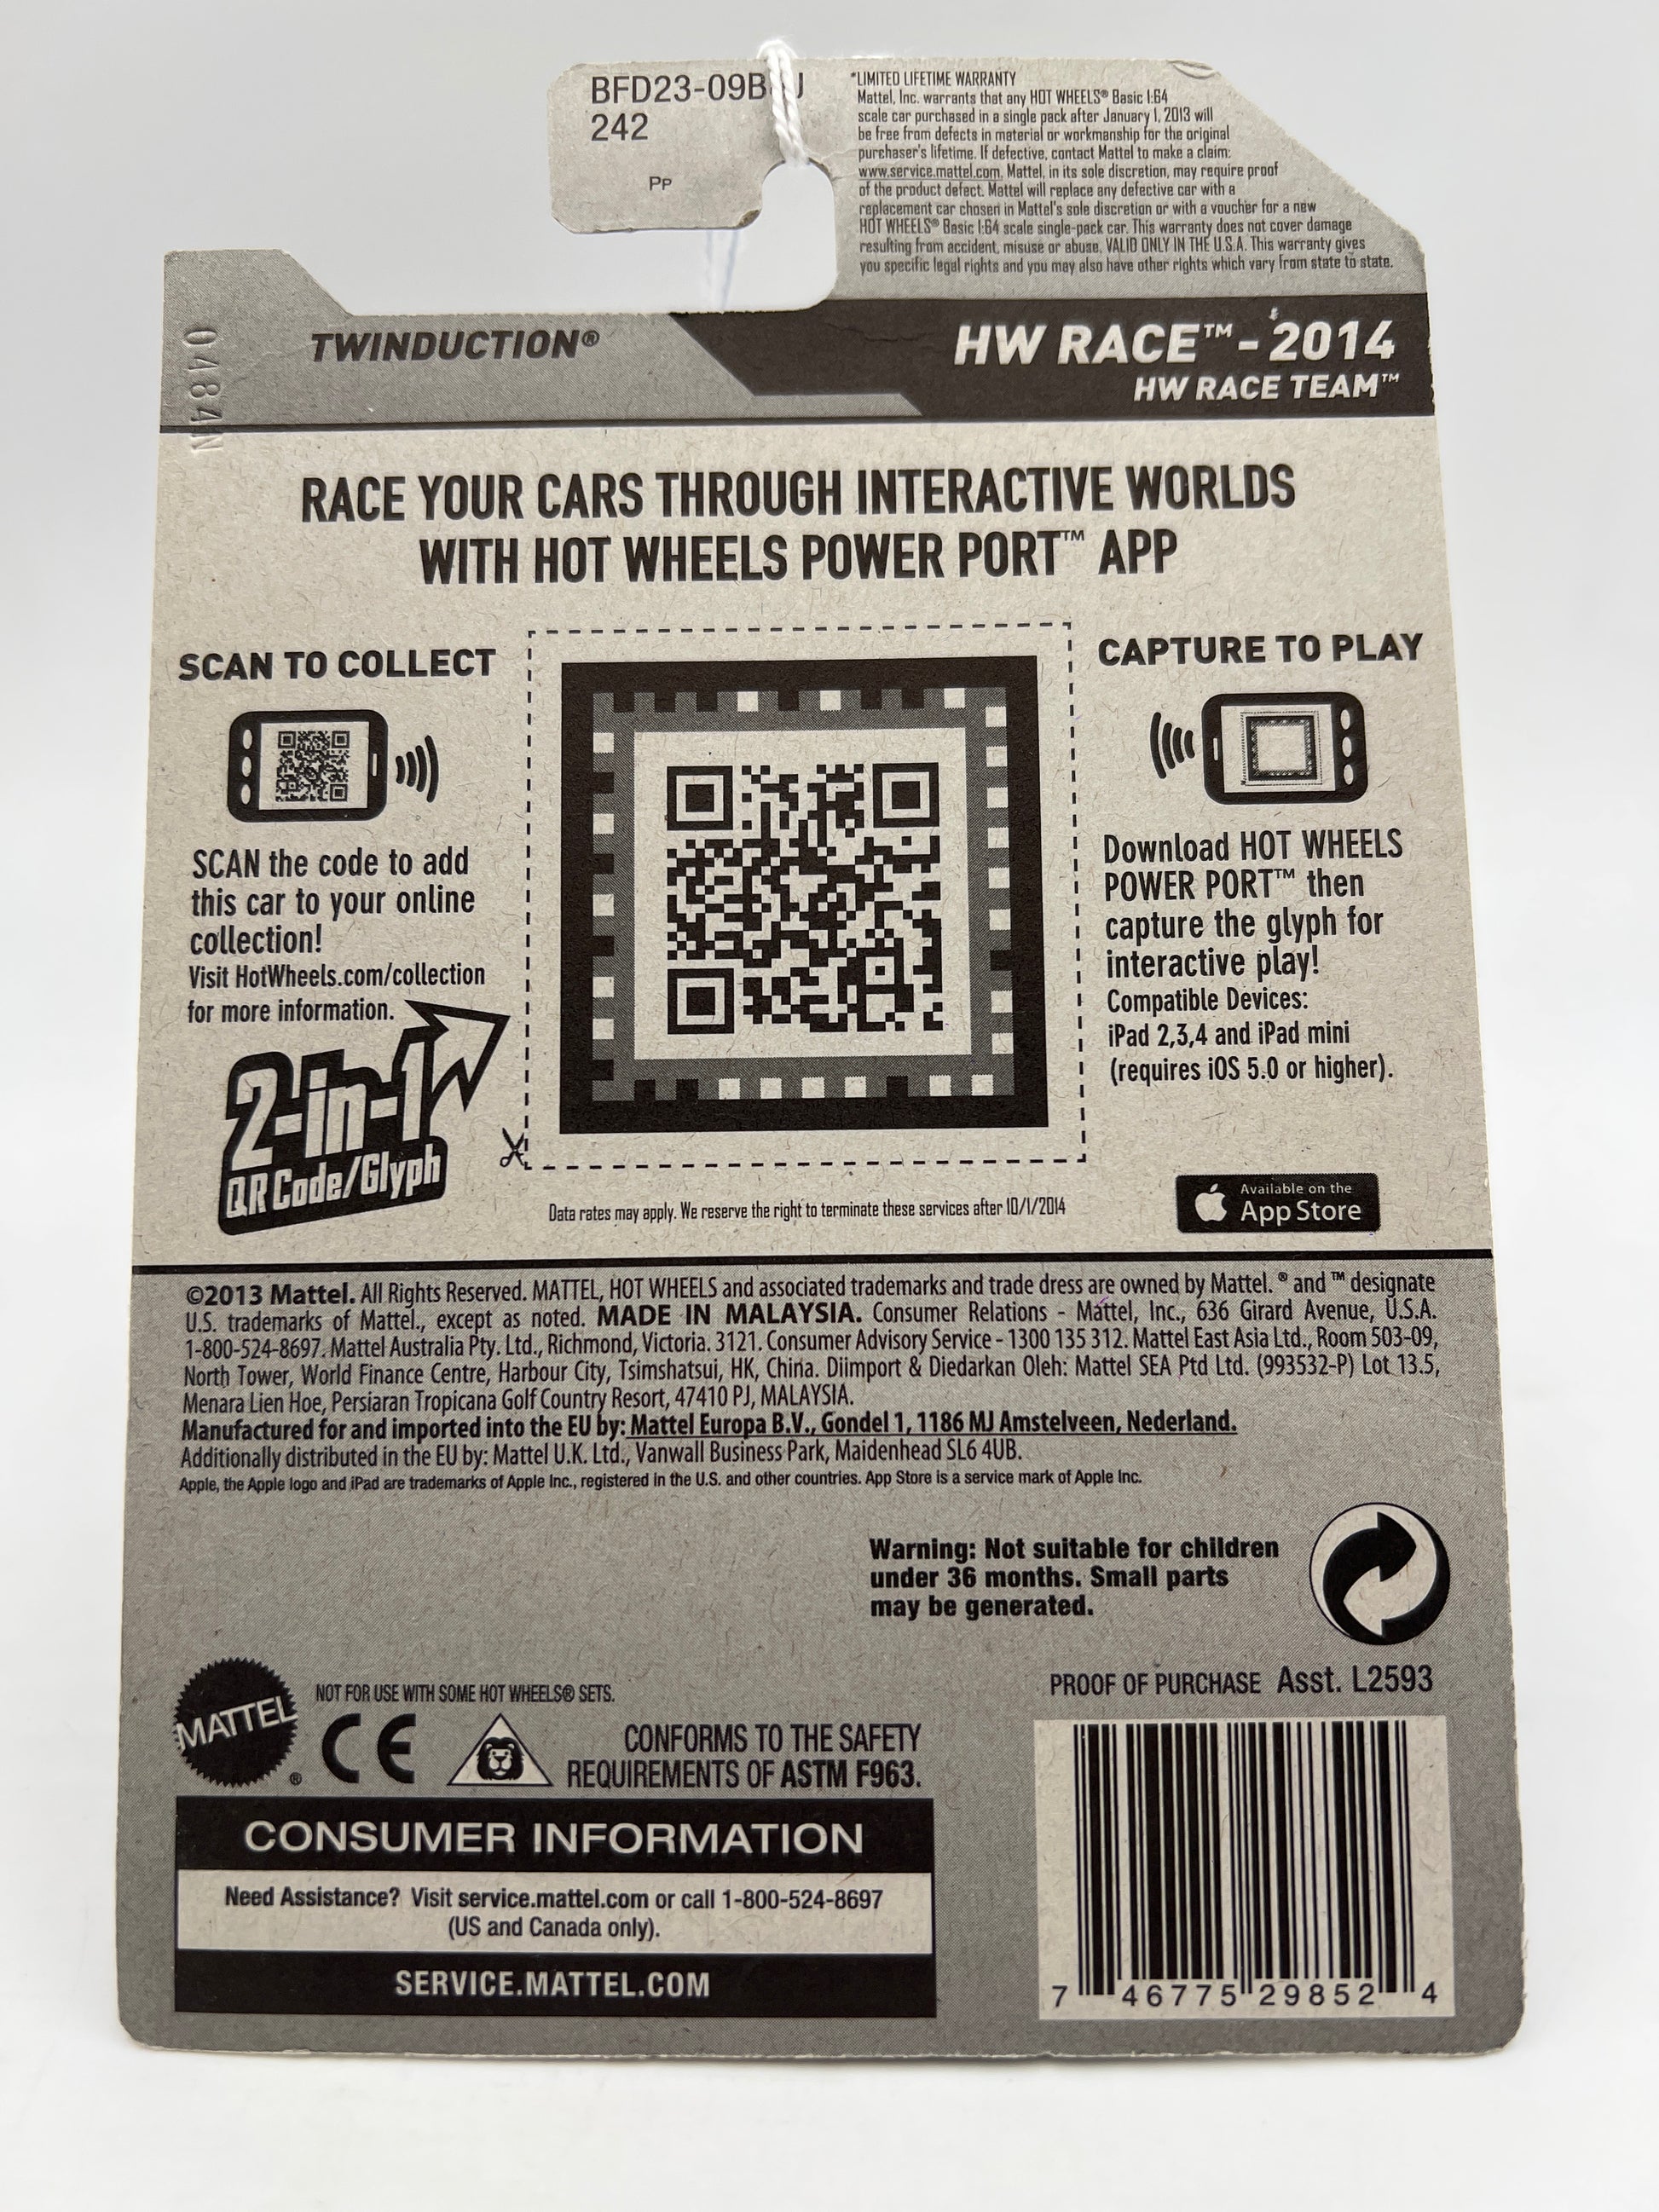 BFD23-09B
242
PP
*LIMITED LIFETIME WARRANTY
Mattel, Inc. warrants that any HOT WHEELS® Basic 1:64
scale car purchased in a single pack after January 1, 2013 will
be free from defects in material or workmanship for the original
purchaser's lifetime. If defective, contact Mattel to make a claim:
www.service.mattel.com. Mattel, in its sole discretion, may require proof
of the product defect. Mattel will replace any defective car with a
replacement car chosen in Mattel's sole discretion or with a voucher for a new
HOT WHEELS® Basic 1:64 scale single-pack car. This warranty does not cover damage
resulting from accident, misuse or abuse. VALID ONLY IN THE U.S.A. This warranty gives
you specific legal rights and you may also have other rights which vary from state to state.
0484N
TWINDUCTION®
HW RACE™ - 2014
HW RACE TEAM™
RACE YOUR CARS THROUGH INTERACTIVE WORLDS
WITH HOT WHEELS POWER PORT™ APP
SCAN TO COLLECT
SCAN the code to add
this car to your online
collection!
Visit HotWheels.com/collection
for more information.
2-in-1
QR Code/Glyph
CAPTURE TO PLAY
Download HOT WHEELS
POWER PORT™ then
capture the glyph for
interactive play!
Compatible Devices:
iPad 2,3,4 and iPad mini
(requires iOS 5.0 or higher).
Available on the
App Store
Data rates may apply. We reserve the right to terminate these services after 10/1/2014
©2013 Mattel. All Rights Reserved. MATTEL, HOT WHEELS and associated trademarks and trade dress are owned by Mattel. ® and ™ designate
U.S. trademarks of Mattel., except as noted. MADE IN MALAYSIA. Consumer Relations - Mattel, Inc., 636 Girard Avenue, U.S.A.
1-800-524-8697. Mattel Australia Pty. Ltd., Richmond, Victoria. 3121. Consumer Advisory Service - 1300 135 312. Mattel East Asia Ltd., Room 503-09,
North Tower, World Finance Centre, Harbour City, Tsimshatsui, HK, China. Diimport & Diedarkan Oleh: Mattel SEA Ptd Ltd. (993532-P) Lot 13.5,
Menara Lien Hoe, Persiaran Tropicana Golf Country Resort, 47410 PJ, MALAYSIA.
Manufactured for and imported into the EU by: Mattel Europa B.V., Gondel 1, 1186 MJ Amstelveen, Nederland.
Additionally distributed in the EU by: Mattel U.K. Ltd., Vanwall Business Park, Maidenhead SL6 4UB.
Apple, the Apple logo and iPad are trademarks of Apple Inc., registered in the U.S. and other countries. App Store is a service mark of Apple Inc.
Warning: Not suitable for children
under 36 months. Small parts
may be generated.
MATTEL®
NOT FOR USE WITH SOME HOT WHEELS® SETS.
CE
CONFORMS TO THE SAFETY
REQUIREMENTS OF ASTM F963.
PROOF OF PURCHASE Asst. L2593
CONSUMER INFORMATION
Need Assistance? Visit service.mattel.com or call 1-800-524-8697
(US and Canada only).
SERVICE.MATTEL.COM
7 46775 29852 4